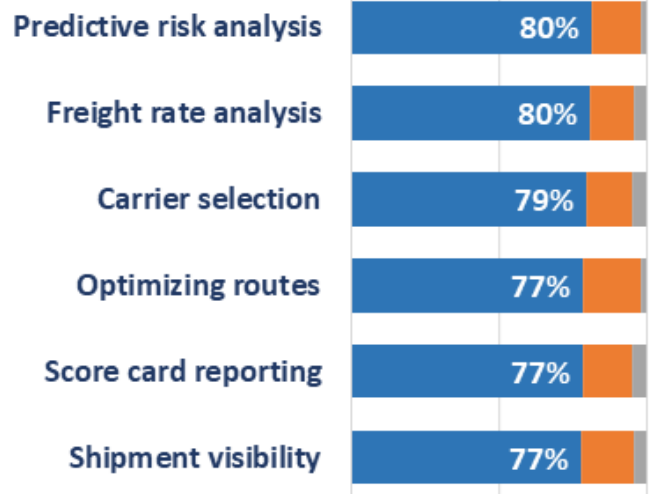 Predictive risk analysis 80%
Freight rate analysis 80%
Carrier selection 79%
Optimizing routes 77%
Score card reporting 77%
Shipment visibility 77%